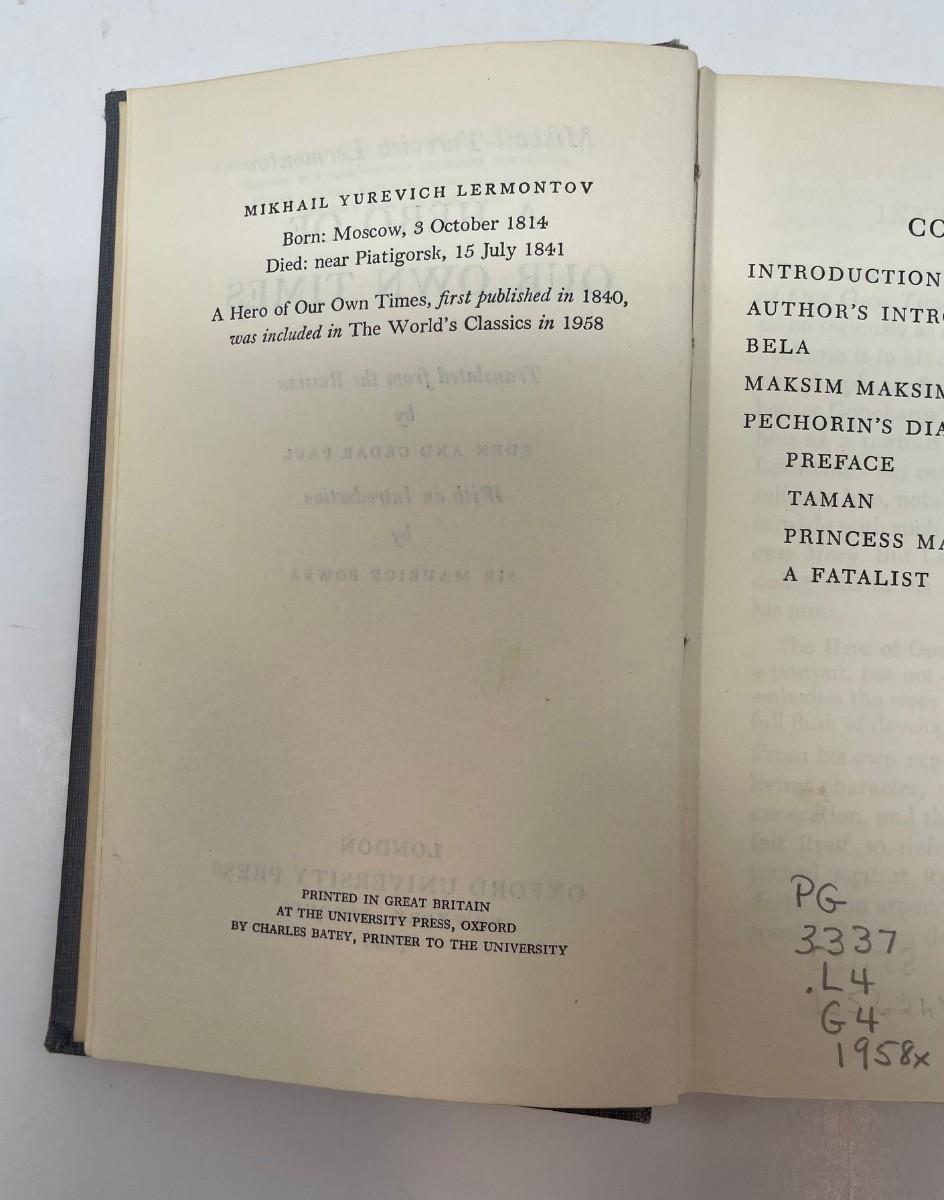 MIKHAIL YUREVICH LERMONTOV
Born: Moscow, 3 October 1814
Died: near Piatigorsk, 15 July 1841
A Hero of Our Own Times, first published in 1840,
was included in The World's Classics in 1958
PRINTED IN GREAT BRITAIN
AT THE UNIVERSITY PRESS, OXFORD
BY CHARLES BATEY, PRINTER TO THE UNIVERSITY
CO
INTRODUCTION
AUTHOR'S INTRO
BELA
MAKSIM MAKSIM
PECHORIN'S DIA
PREFACE
TAMAN
PRINCESS MA
A FATALIST
PG
3337
.L4
G4
1958x